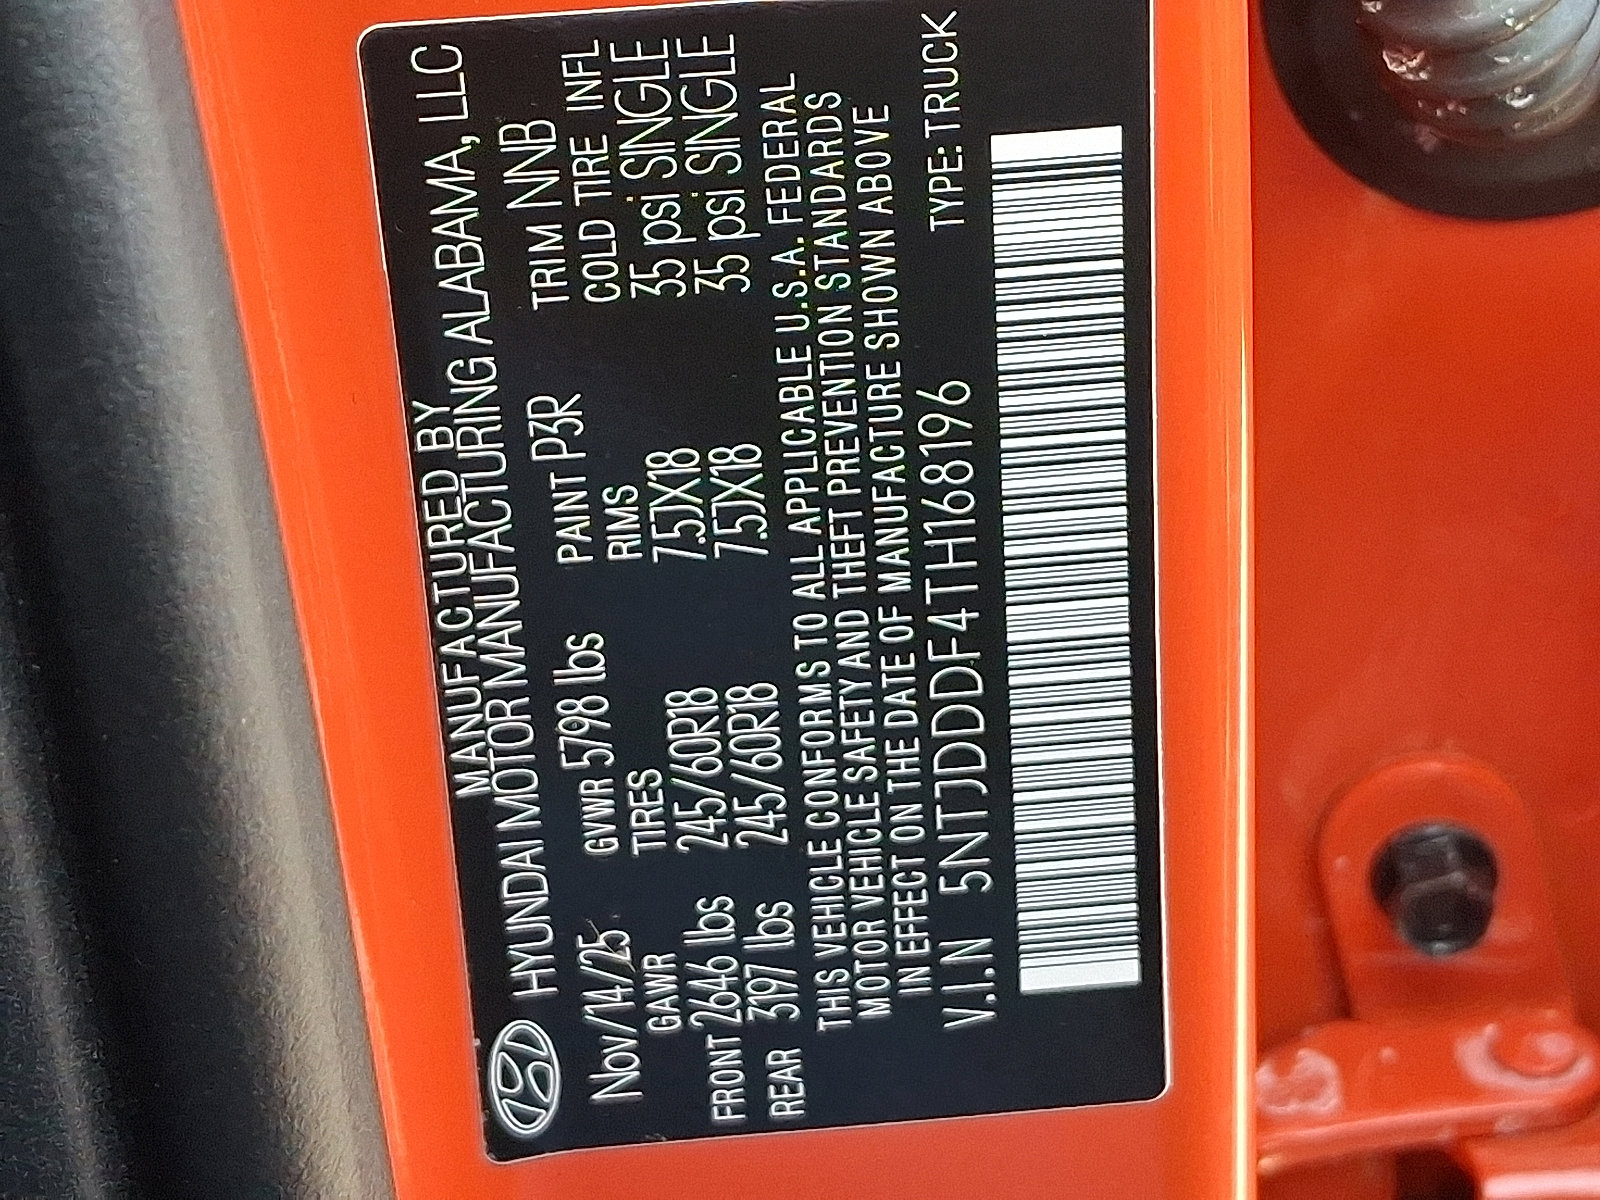 MANUFACTURED BY
HYUNDAI MOTOR MANUFACTURING ALABAMA, LLC
Nov/14/25 GVWR 5798 lbs PAINT P3R TRIM NNB
GAWR TIRES RIMS COLD TIRE INFL
FRONT 2646 lbs 245/60R18 7.5JX18 35 psi SINGLE
REAR 3197 lbs 245/60R18 7.5JX18 35 psi SINGLE
THIS VEHICLE CONFORMS TO ALL APPLICABLE U.S.A. FEDERAL
MOTOR VEHICLE SAFETY AND THEFT PREVENTION STANDARDS
IN EFFECT ON THE DATE OF MANUFACTURE SHOWN ABOVE
V.I.N 5NTJDDDF4TH168196 TYPE: TRUCK